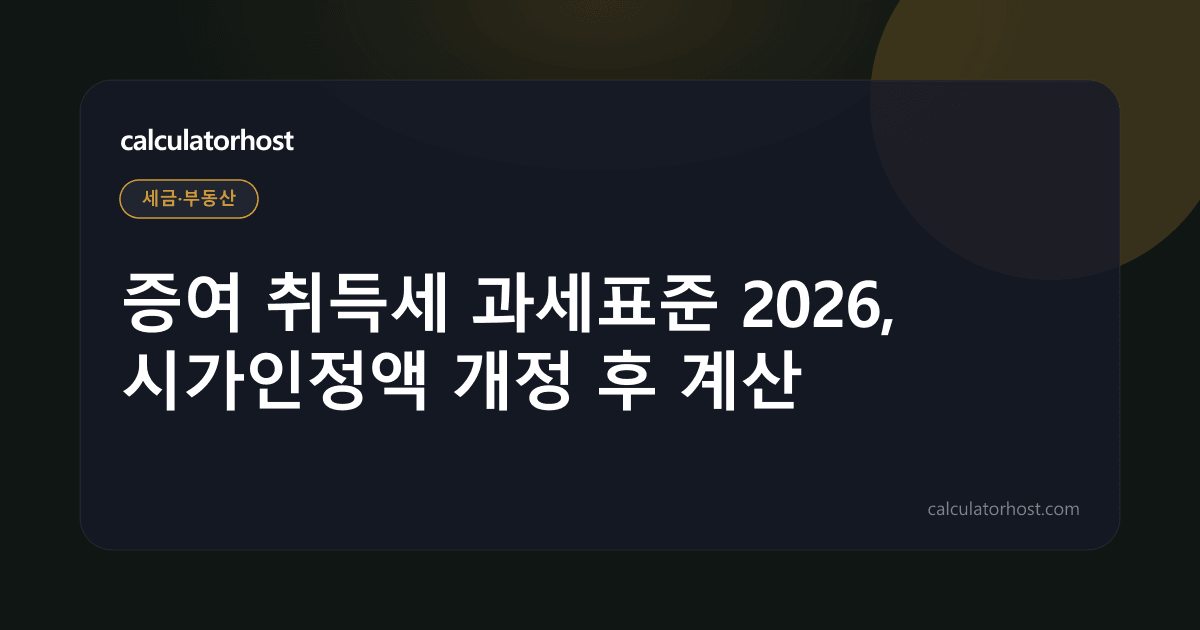 calculatorhost
세금·부동산
증여 취득세 과세표준 2026,
시가인정액 개정 후 계산
calculatorhost.com